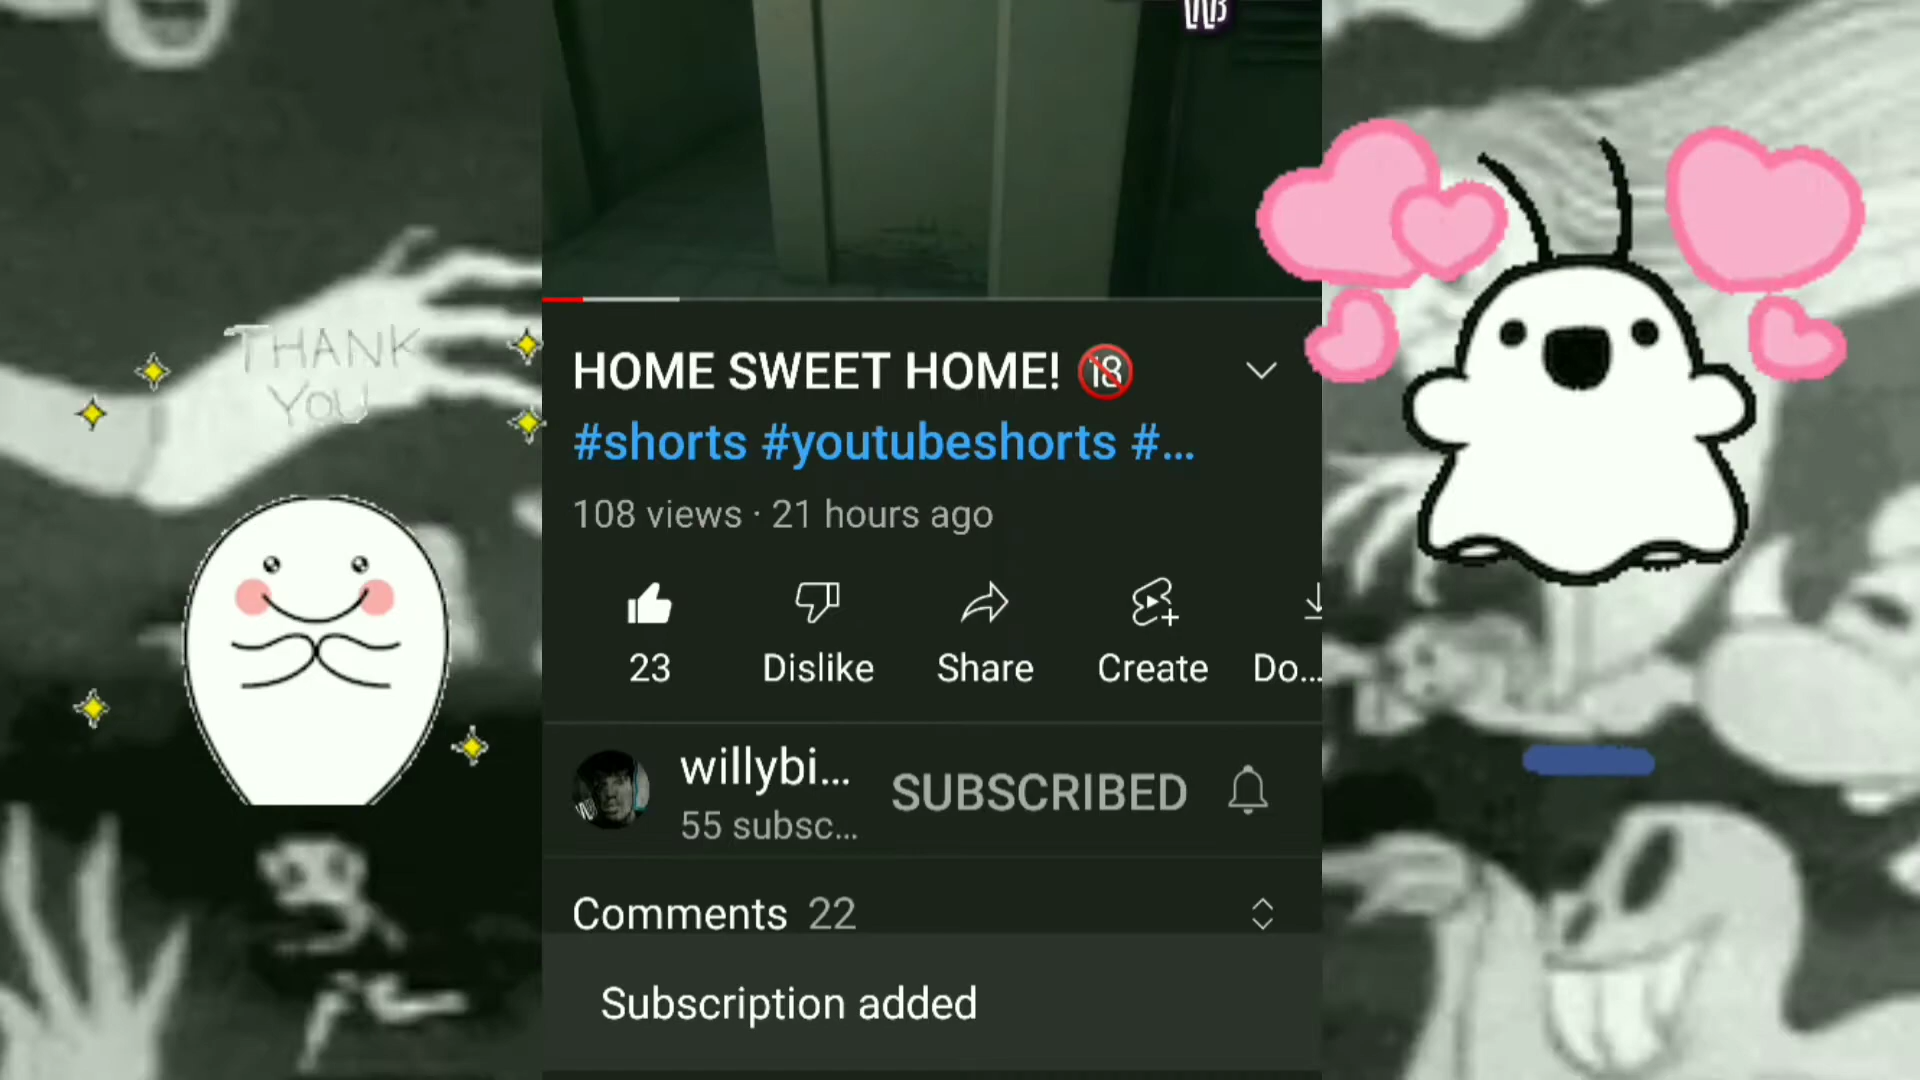 WB
THANK
YOU
HOME SWEET HOME! 🔞
#shorts #youtubeshorts #...
108 views · 21 hours ago
23
Dislike
Share
Create
Do...
willybi...
SUBSCRIBED
55 subsc...
Comments 22
Subscription added